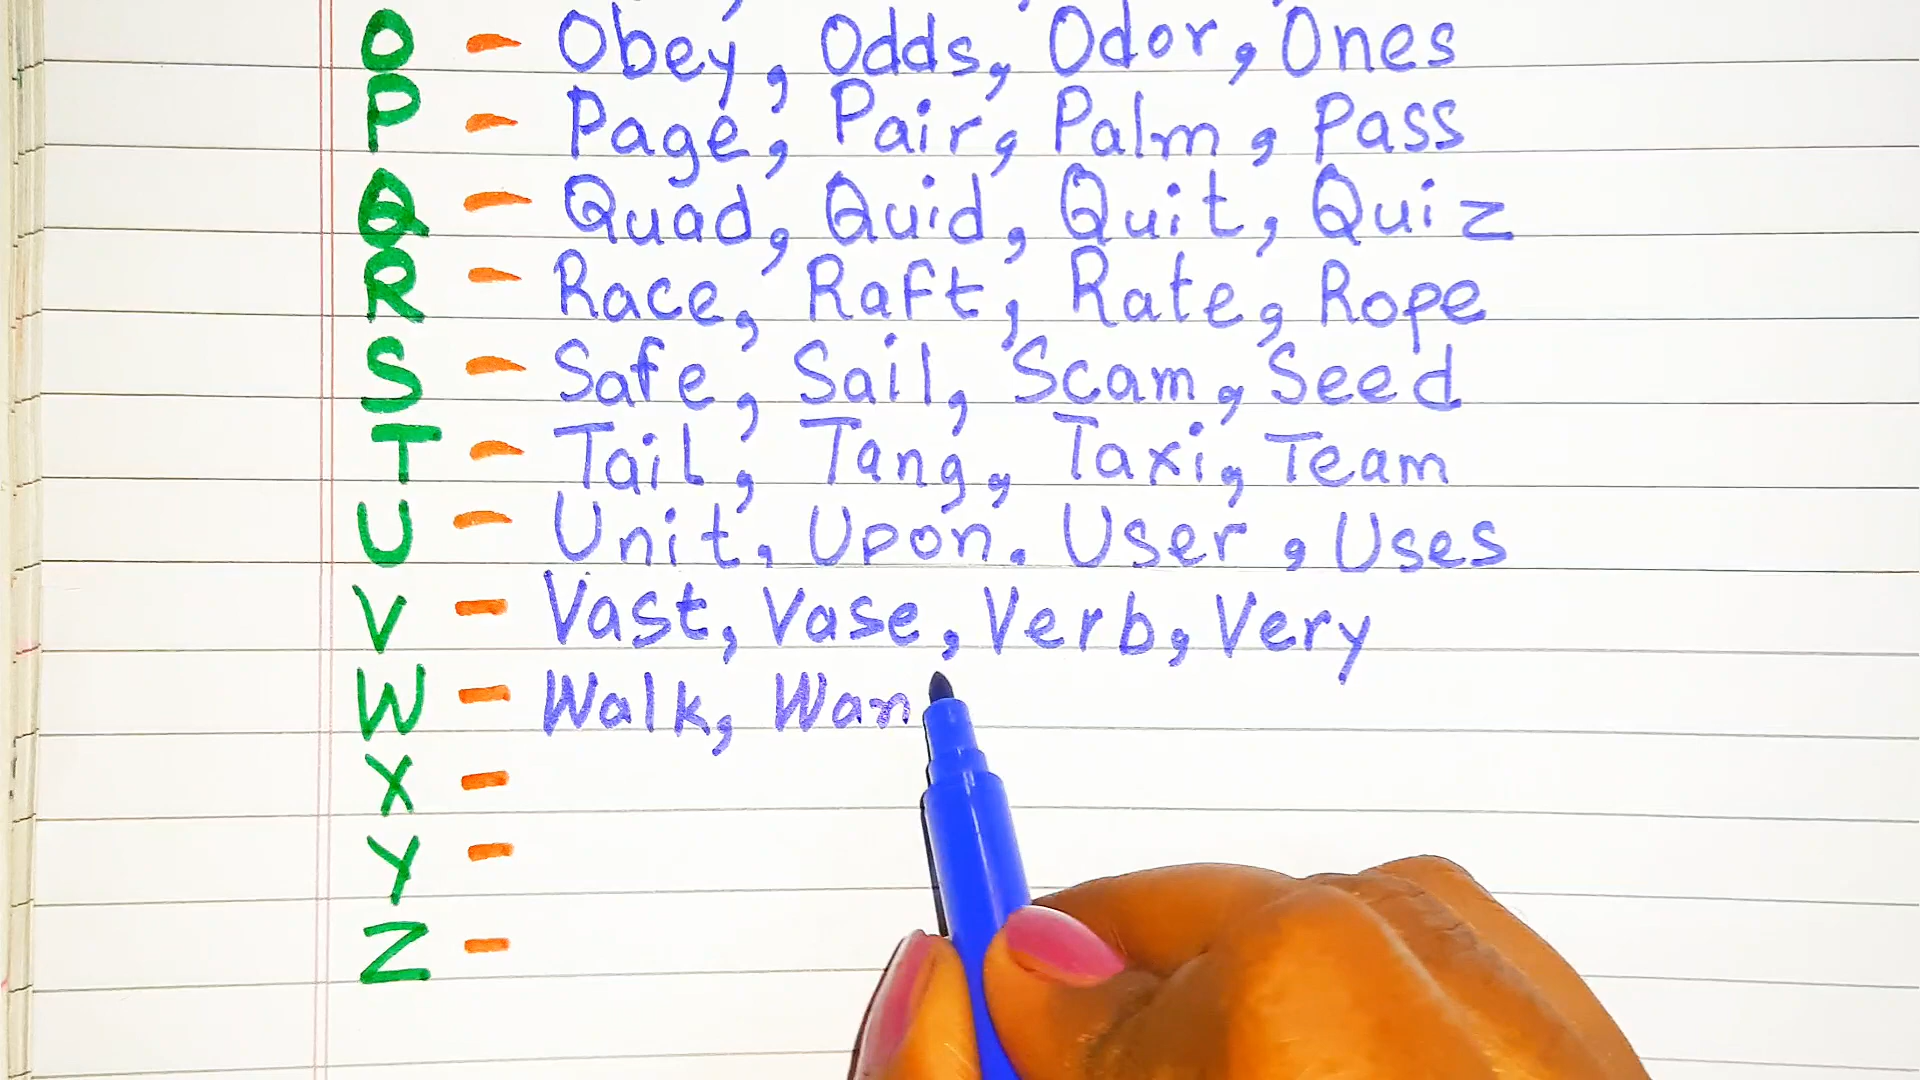 O - Obey, Odds, Odor, Ones
P - Page, Pair, Palm, Pass
Q - Quad, Quid, Quit, Quiz
R - Race, Raft, Rate, Rope
S - Safe, Sail, Scam, Seed
T - Tail, Tang, Taxi, Team
U - Unit, Upon. User, Uses
V - Vast, Vase, Verb, Very
W - Walk, Wan
X -
Y -
Z -